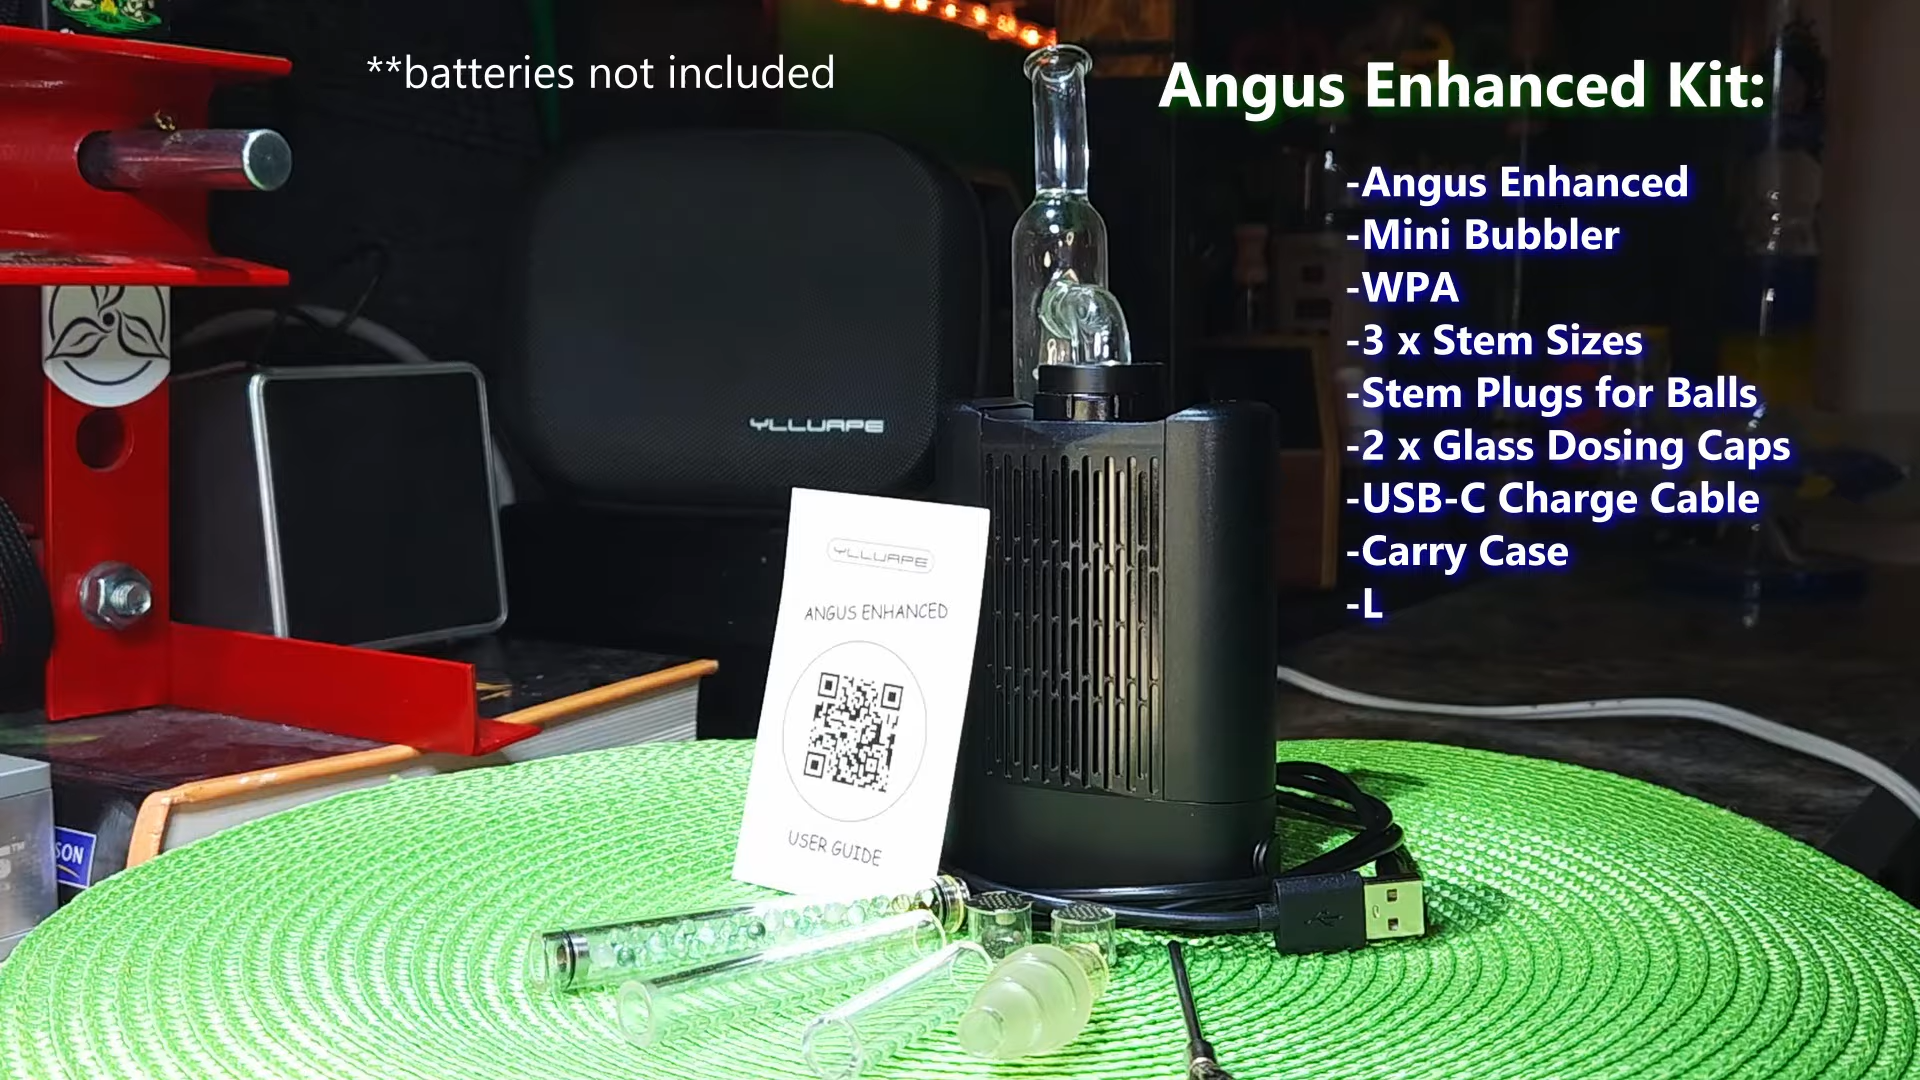 **batteries not included
Angus Enhanced Kit:
-Angus Enhanced
-Mini Bubbler
-WPA
-3 x Stem Sizes
-Stem Plugs for Balls
-2 x Glass Dosing Caps
-USB-C Charge Cable
-Carry Case
-L
YLLVAPE
YLLVAPE
ANGUS ENHANCED
USER GUIDE
SON